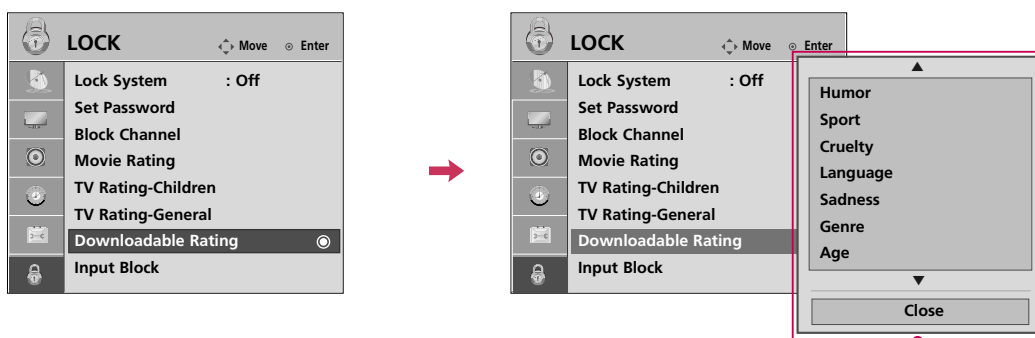 LOCK
Move Enter
Lock System : Off
Set Password
Block Channel
Movie Rating
TV Rating-Children
TV Rating-General
Downloadable Rating
Input Block
LOCK
Move Enter
Lock System : Off
Set Password
Block Channel
Movie Rating
TV Rating-Children
TV Rating-General
Downloadable Rating
Input Block
Humor
Sport
Cruelty
Language
Sadness
Genre
Age
Close